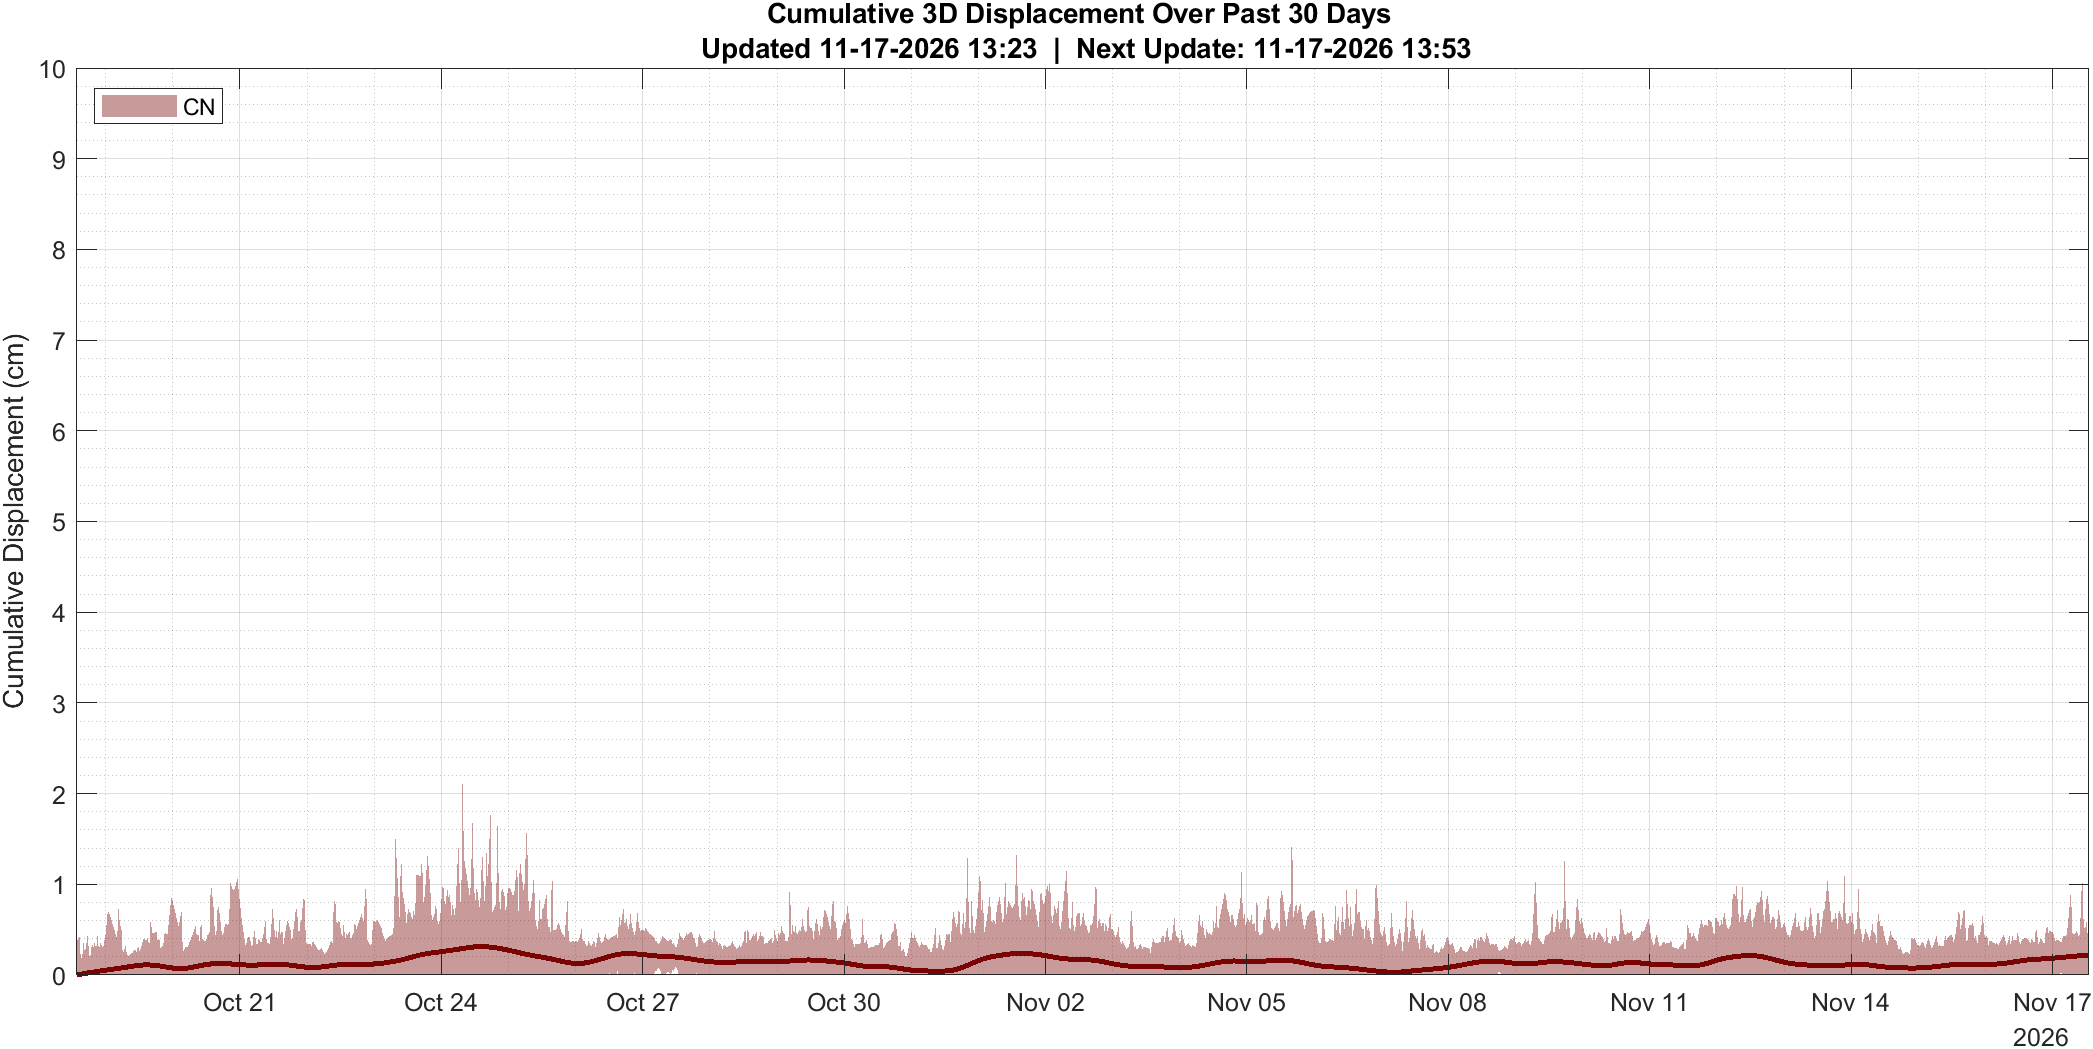 Cumulative 3D Displacement Over Past 30 Days
Updated 11-17-2026 13:23 | Next Update: 11-17-2026 13:53
CN
Cumulative Displacement (cm)
10
9
8
7
6
5
4
3
2
1
0
Oct 21 Oct 24 Oct 27 Oct 30 Nov 02 Nov 05 Nov 08 Nov 11 Nov 14 Nov 17
2026